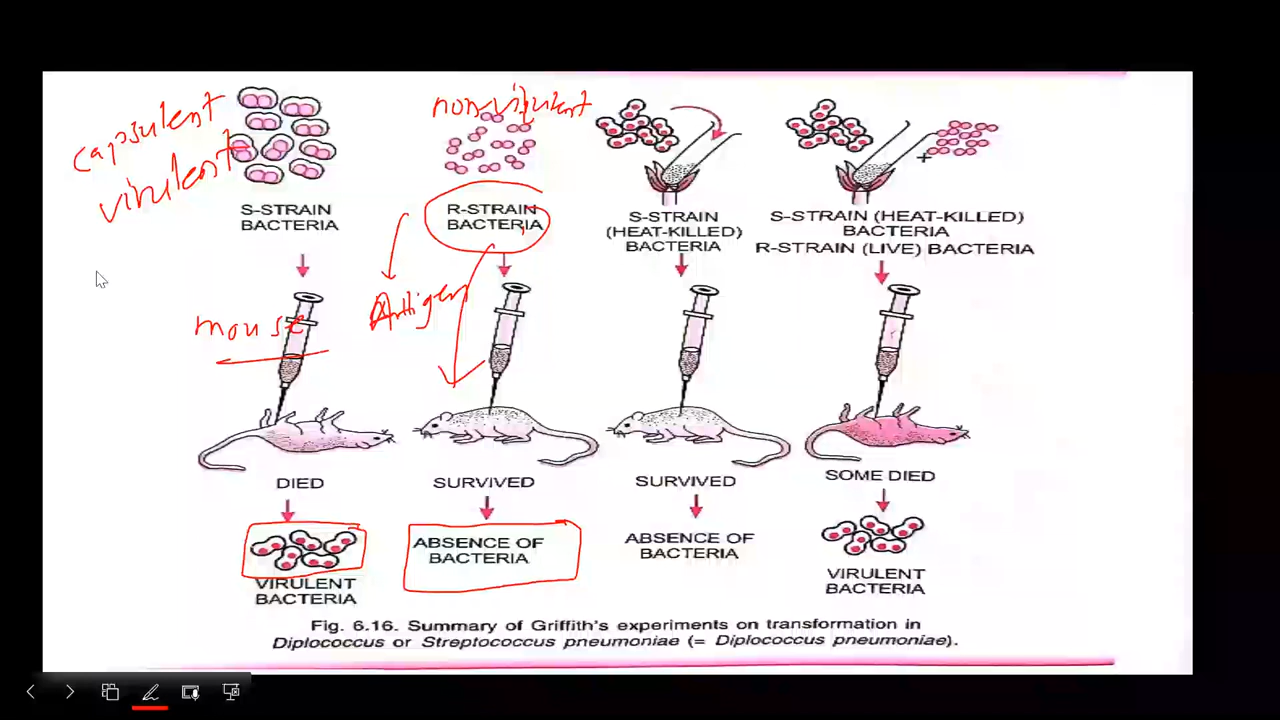 capsulent
virulent
non-virulent
S-STRAIN
BACTERIA
R-STRAIN
BACTERIA
S-STRAIN
(HEAT-KILLED)
BACTERIA
S-STRAIN (HEAT-KILLED)
BACTERIA
R-STRAIN (LIVE) BACTERIA
+
mouse
Antigen
DIED
SURVIVED
SURVIVED
SOME DIED
VIRULENT
BACTERIA
ABSENCE OF
BACTERIA
ABSENCE OF
BACTERIA
VIRULENT
BACTERIA
Fig. 6.16. Summary of Griffith's experiments on transformation in
Diplococcus or Streptococcus pneumoniae (= Diplococcus pneumoniae).